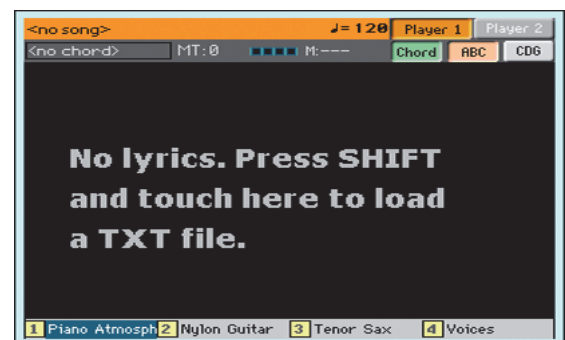 <no song> ♩= 120 Player 1 Player 2
<no chord> MT:0 M:--- Chord ABC CDG
No lyrics. Press SHIFT
and touch here to load
a TXT file.
1 Piano Atmosph 2 Nylon Guitar 3 Tenor Sax 4 Voices